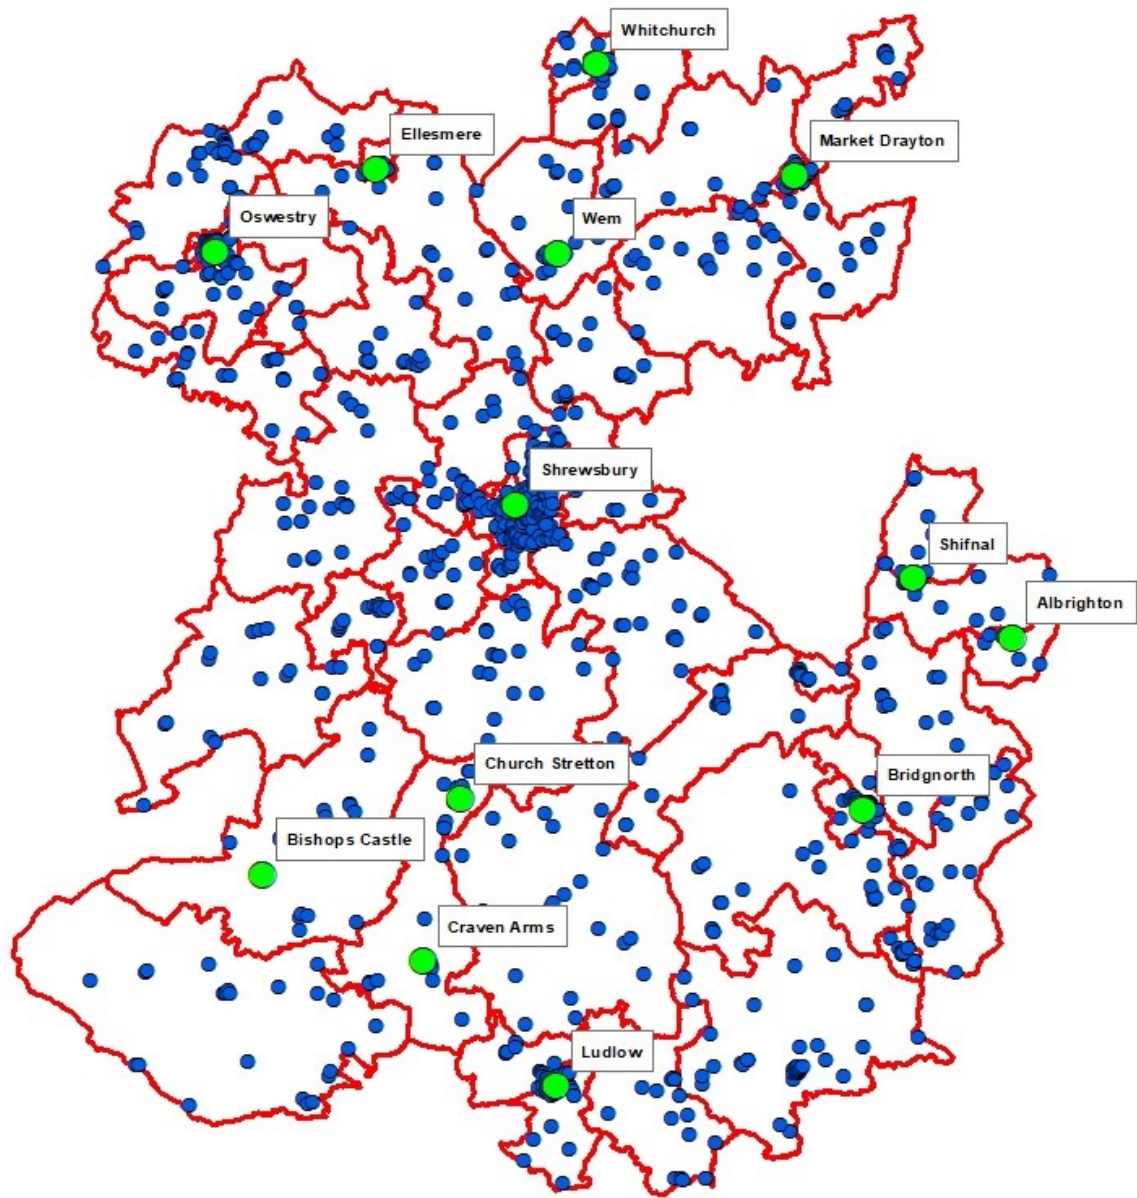 Whitchurch
Ellesmere
Market Drayton
Oswestry
Wem
Shrewsbury
Shifnal
Albrighton
Church Stretton
Bridgnorth
Bishops Castle
Craven Arms
Ludlow